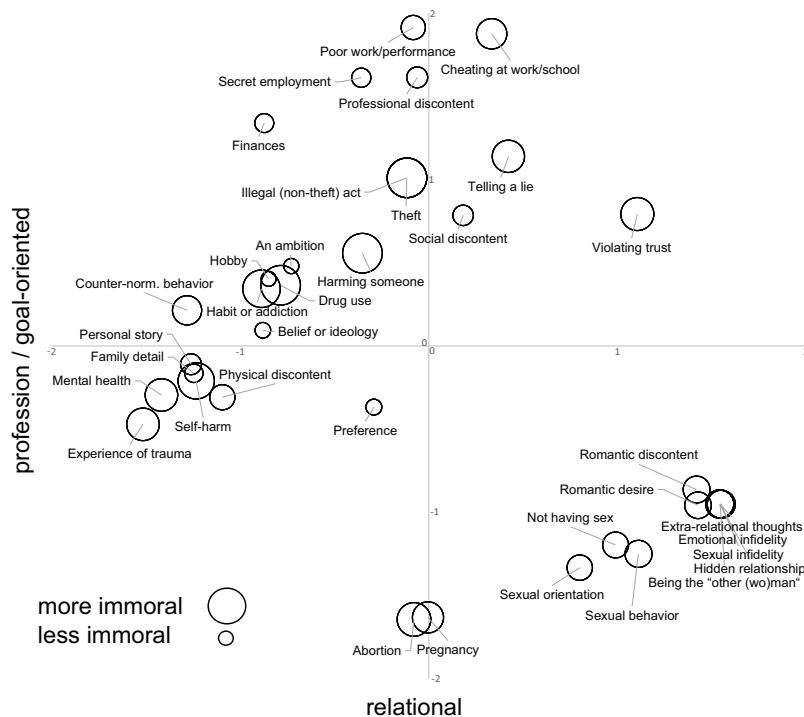 2
Poor work/performance
Cheating at work/school
Secret employment
Professional discontent
Finances
1
Telling a lie
Illegal (non-theft) act
Theft
Social discontent
Violating trust
An ambition
Hobby
Harming someone
Counter-norm. behavior
Drug use
Habit or addiction
Belief or ideology
Personal story
0
-2
-1
0
1
Family detail
Mental health
Physical discontent
Self-harm
Preference
Experience of trauma
Romantic discontent
Romantic desire
-1
Not having sex
Extra-relational thoughts
Emotional infidelity
Sexual infidelity
Hidden relationship
Being the "other (wo)man"
Sexual orientation
Sexual behavior
more immoral
less immoral
Abortion
Pregnancy
-2
profession / goal-oriented
relational